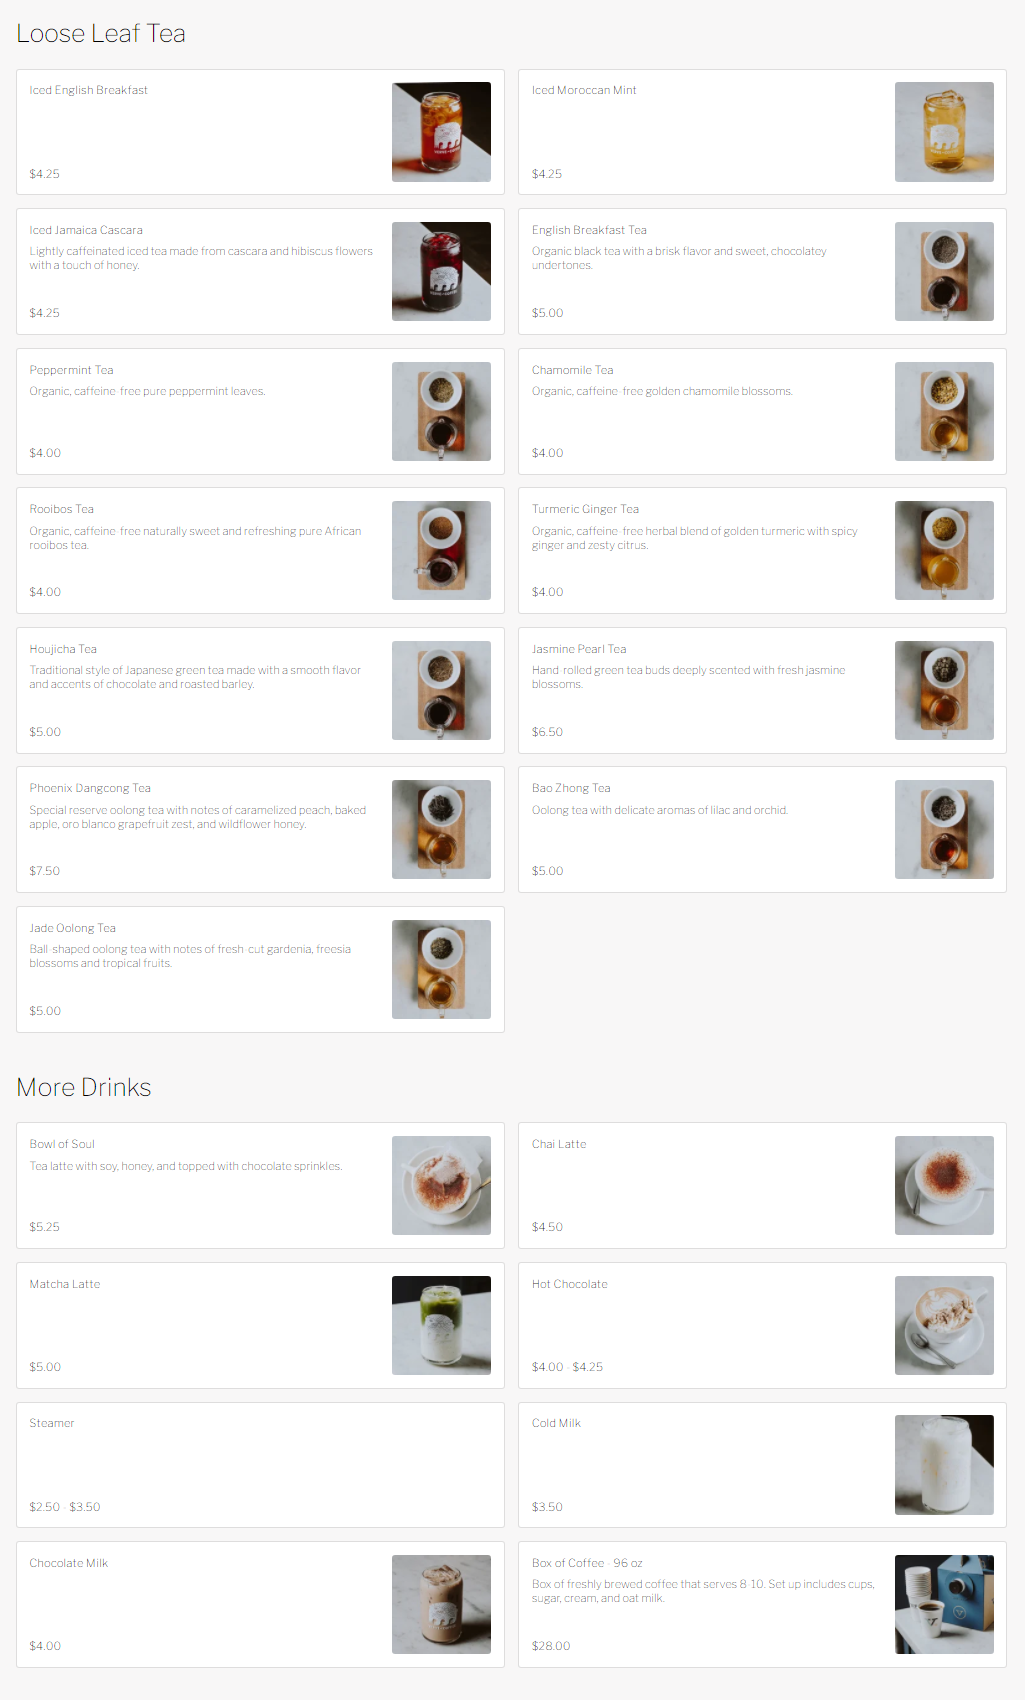 Loose Leaf Tea
Iced English Breakfast
$4.25
Iced Moroccan Mint
$4.25
Iced Jamaica Cascara
Lightly caffeinated iced tea made from cascara and hibiscus flowers
with a touch of honey.
$4.25
English Breakfast Tea
Organic black tea with a brisk flavor and sweet, chocolatey
undertones.
$5.00
Peppermint Tea
Organic, caffeine-free pure peppermint leaves.
$4.00
Chamomile Tea
Organic, caffeine-free golden chamomile blossoms.
$4.00
Rooibos Tea
Organic, caffeine-free naturally sweet and refreshing pure African
rooibos tea.
$4.00
Turmeric Ginger Tea
Organic, caffeine-free herbal blend of golden turmeric with spicy
ginger and zesty citrus.
$4.00
Houjicha Tea
Traditional style of Japanese green tea made with a smooth flavor
and accents of chocolate and roasted barley.
$5.00
Jasmine Pearl Tea
Hand-rolled green tea buds deeply scented with fresh jasmine
blossoms.
$6.50
Phoenix Dangcong Tea
Special reserve oolong tea with notes of caramelized peach, baked
apple, oro blanco grapefruit zest, and wildflower honey.
$7.50
Bao Zhong Tea
Oolong tea with delicate aromas of lilac and orchid.
$5.00
Jade Oolong Tea
Ball-shaped oolong tea with notes of fresh-cut gardenia, freesia
blossoms and tropical fruits.
$5.00
More Drinks
Bowl of Soul
Tea latte with soy, honey, and topped with chocolate sprinkles.
$5.25
Chai Latte
$4.50
Matcha Latte
$5.00
Hot Chocolate
$4.00 - $4.25
Steamer
$2.50 - $3.50
Cold Milk
$3.50
Chocolate Milk
$4.00
Box of Coffee - 96 oz
Box of freshly brewed coffee that serves 8-10. Set up includes cups,
sugar, cream, and oat milk.
$28.00